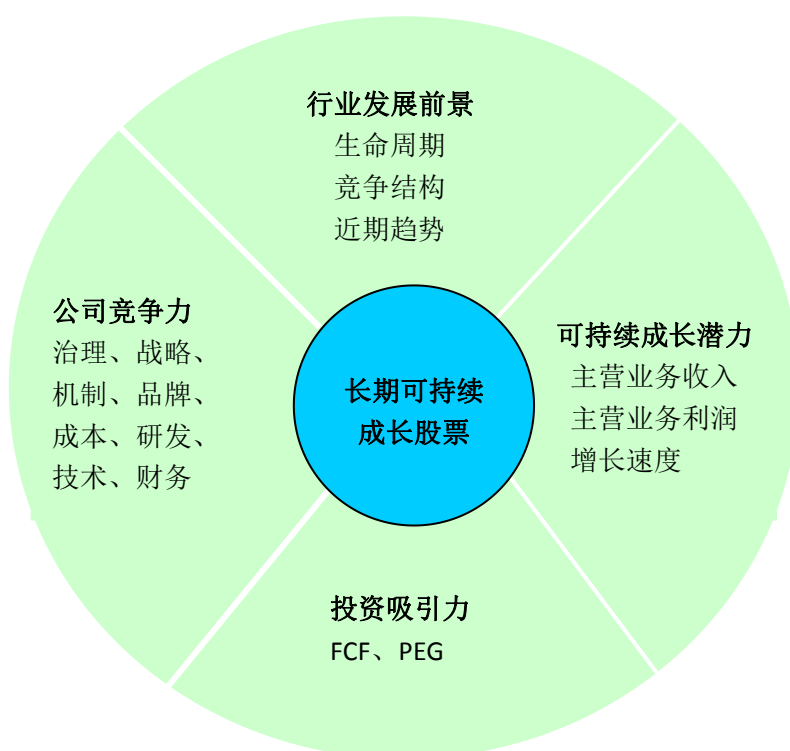 行业发展前景
生命周期
竞争结构
近期趋势
公司竞争力
治理、战略、
机制、品牌、
成本、研发、
技术、财务
长期可持续
成长股票
可持续成长潜力
主营业务收入
主营业务利润
增长速度
投资吸引力
FCF、PEG